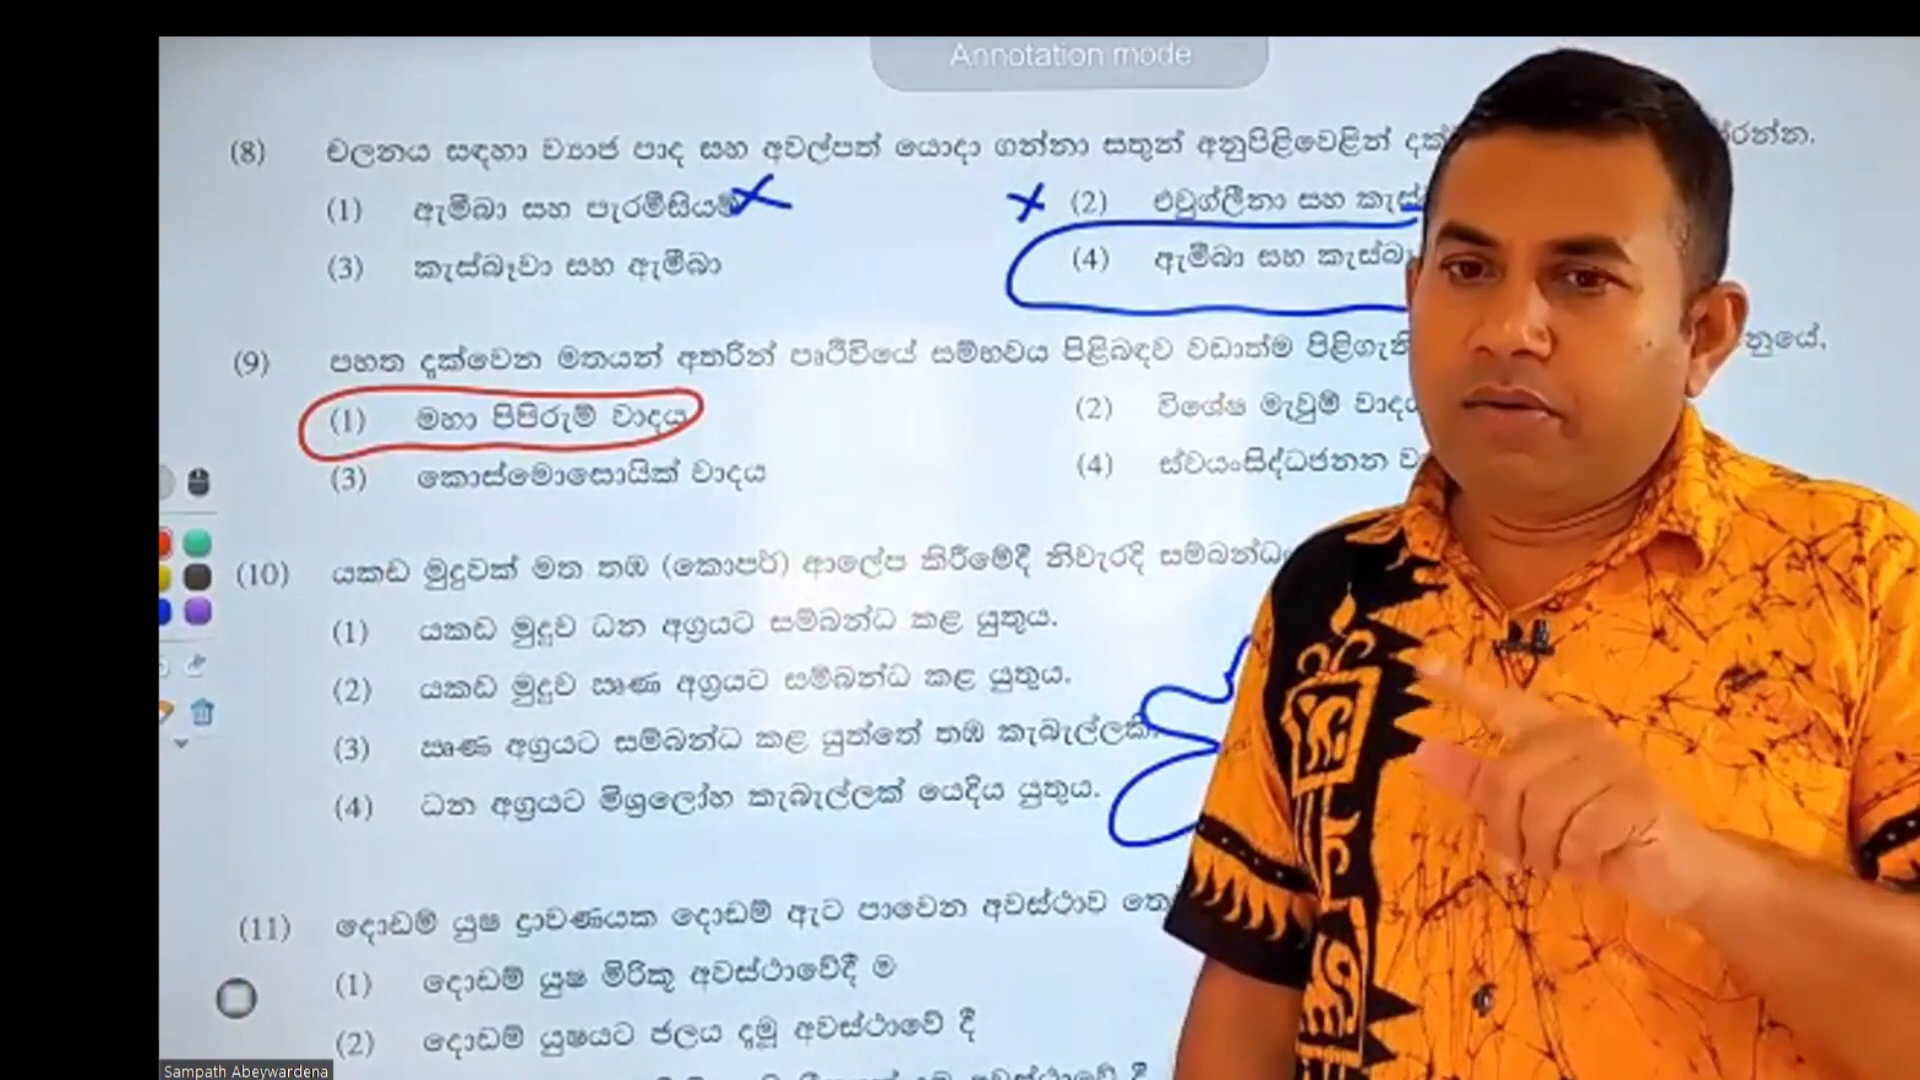 Annotation mode
(8) චලනය සඳහා ව්‍යාජ පාද සහ අවල්පත් යොදා ගන්නා සතුන් අනුපිළිවෙළින්
(1) ඇමීබා සහ පැරමීසියම්
(2) එවුග්ලීනා සහ
(3) කැස්බෑවා සහ ඇමීබා
(4) ඇමීබා සහ
(9) පහත දැක්වෙන මතයන් අතරින් පෘථිවියේ සම්භවය පිළිබඳව වඩාත්ම
(1) මහා පිපිරුම් වාදය
(2) විශේෂ මැවුම් වාදය
(3) කොස්මොසොයික් වාදය
(4) ස්වයංසිද්ධජනන
(10) යකඩ මුදුවක් මත තඹ (කොපර්) ආලේප කිරීමේදී නිවැරදි
(1) යකඩ මුදුව ධන අග්‍රයට සම්බන්ධ කළ යුතුය.
(2) යකඩ මුදුව ඍණ අග්‍රයට සම්බන්ධ කළ යුතුය.
(3) ඍණ අග්‍රයට සම්බන්ධ කළ යුත්තේ තඹ කැබැල්ලකි.
(4) ධන අග්‍රයට මිශ්‍රලෝහ කැබැල්ලක් යෙදිය යුතුය.
(11) දොඩම් යුෂ ද්‍රාවණයක දොඩම් ඇට පාවෙන අවස්ථාව
(1) දොඩම් යුෂ මිරිකූ අවස්ථාවේදී ම
(2) දොඩම් යුෂයට ජලය දැමූ අවස්ථාවේ දී
Sampath Abeywardena